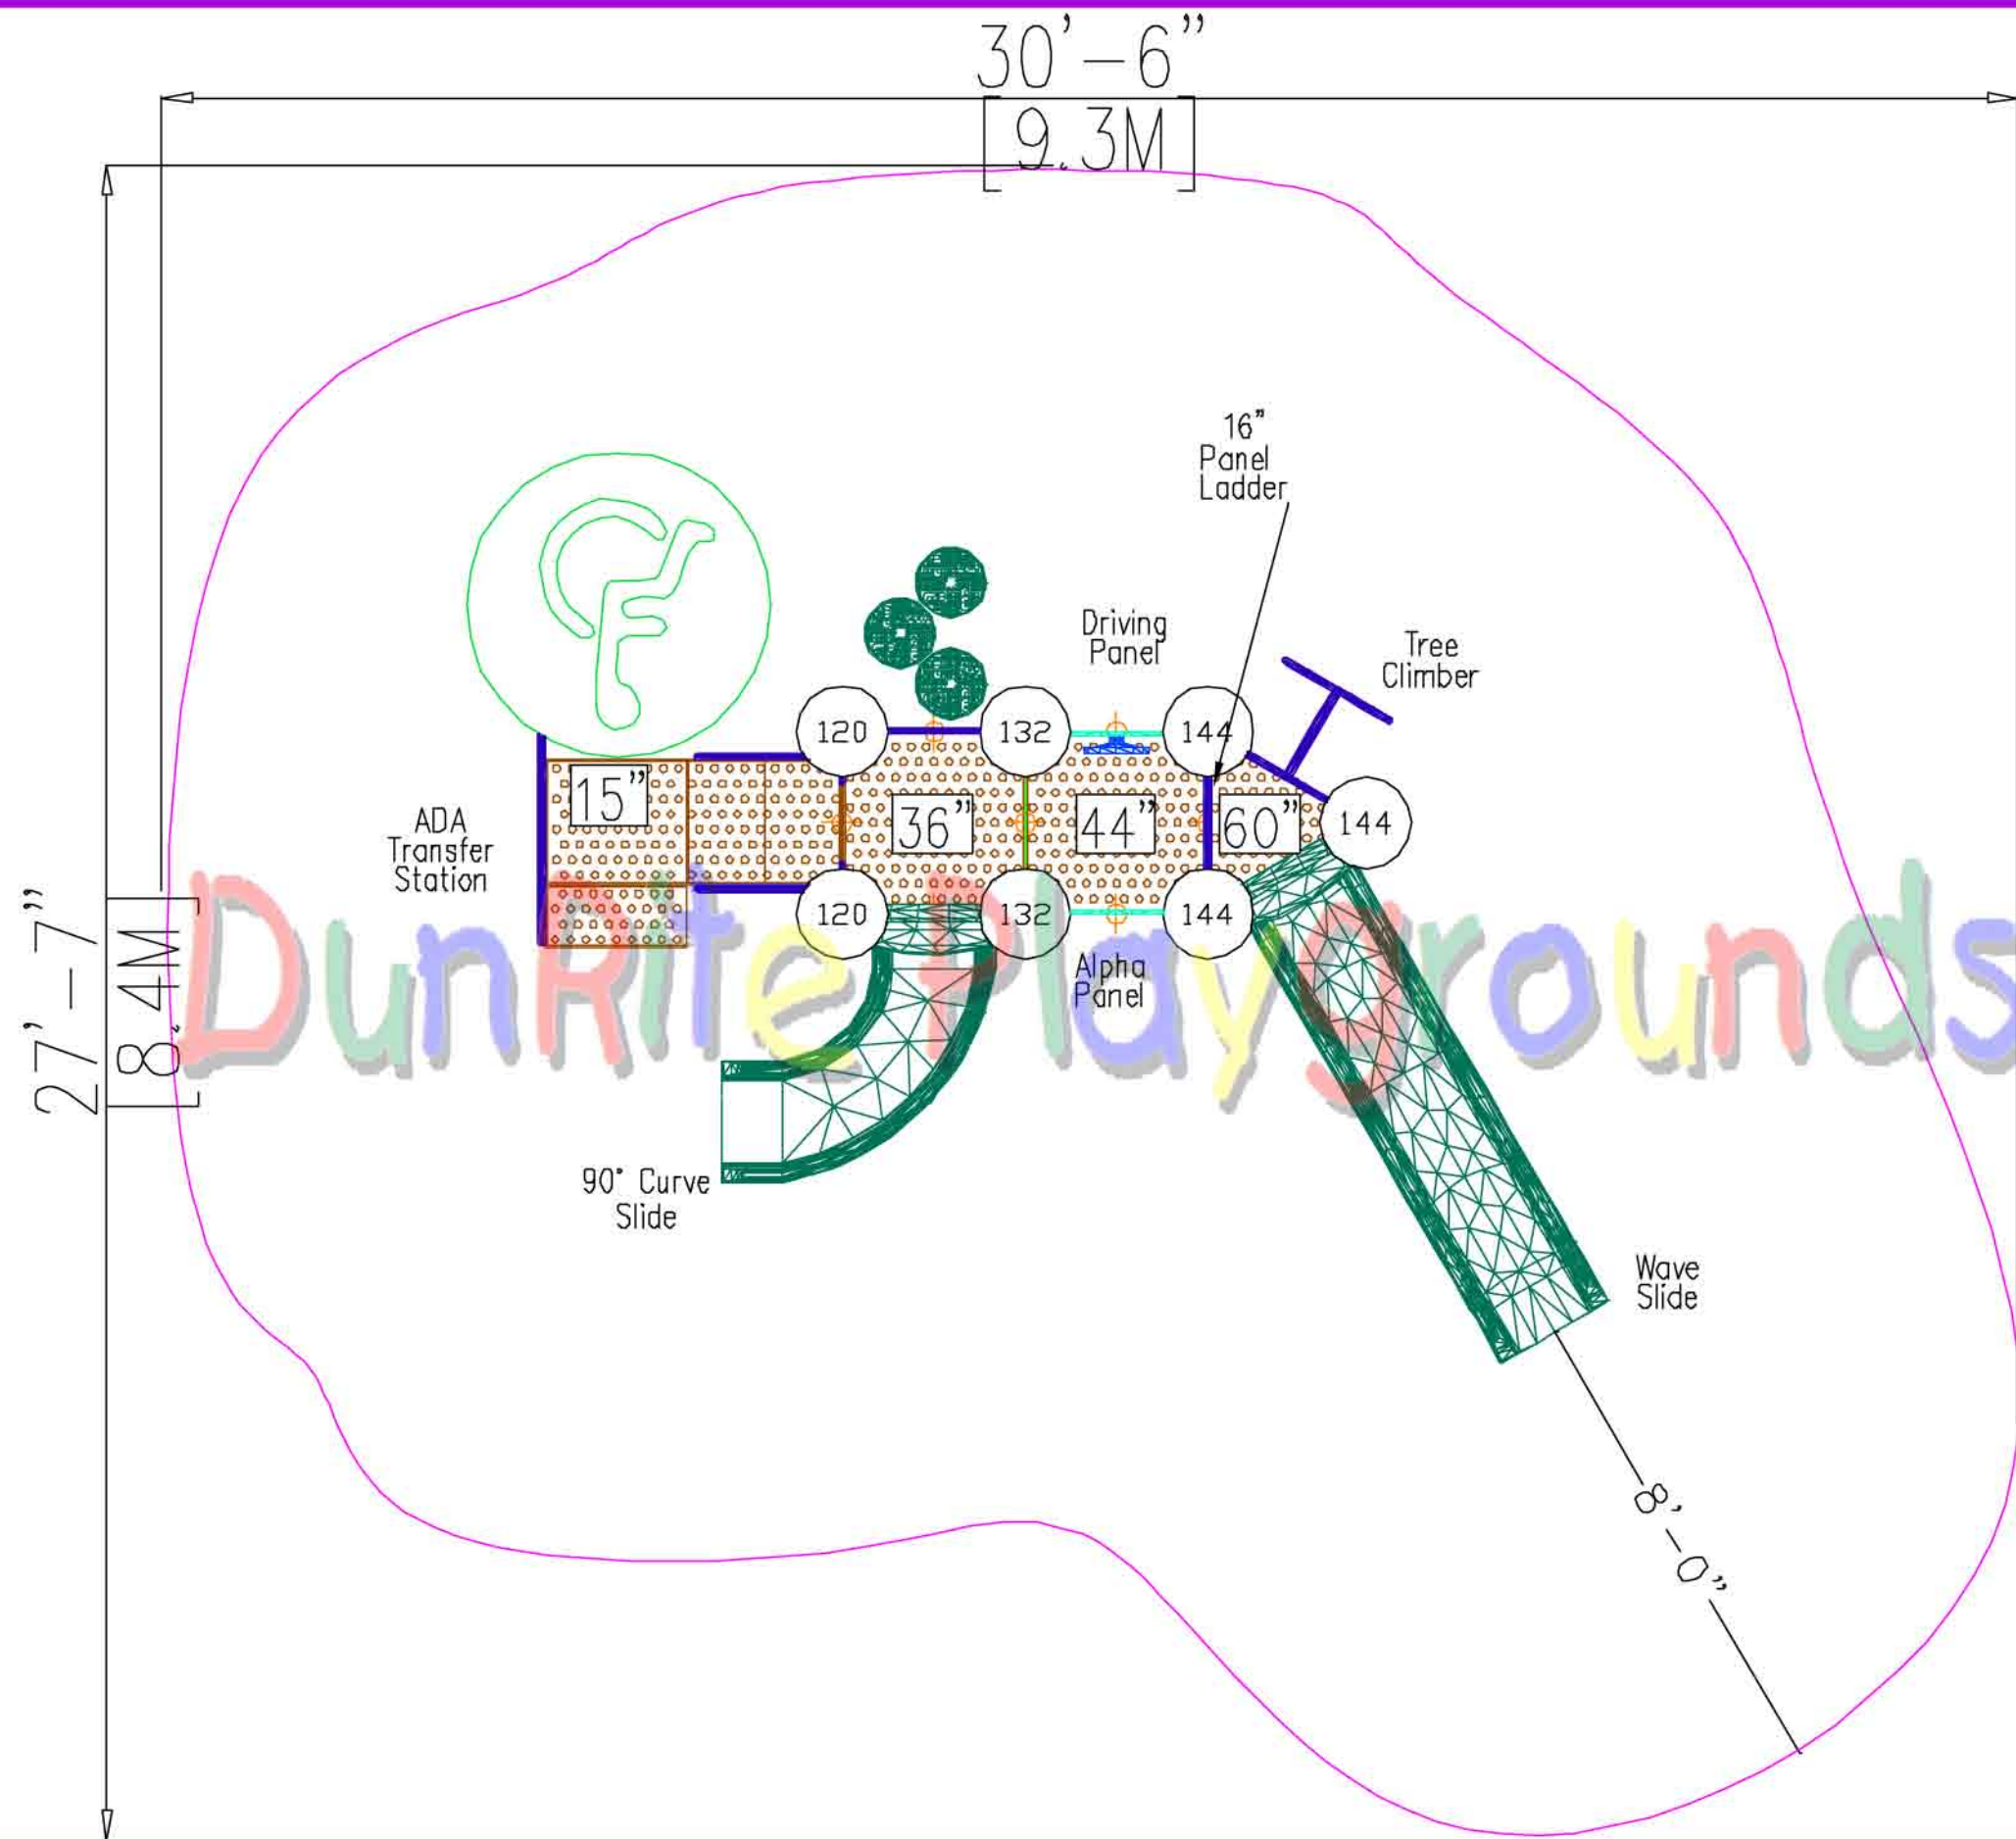 30'-6"
[9.3M]
16"
Panel
Ladder
Driving
Panel
Tree
Climber
120
132
144
15"
36"
44"
60"
144
ADA
Transfer
Station
120
132
144
27'-7"
8.4M
DunRite Playgrounds
Alpha
Panel
90° Curve
Slide
Wave
Slide
8'-0"